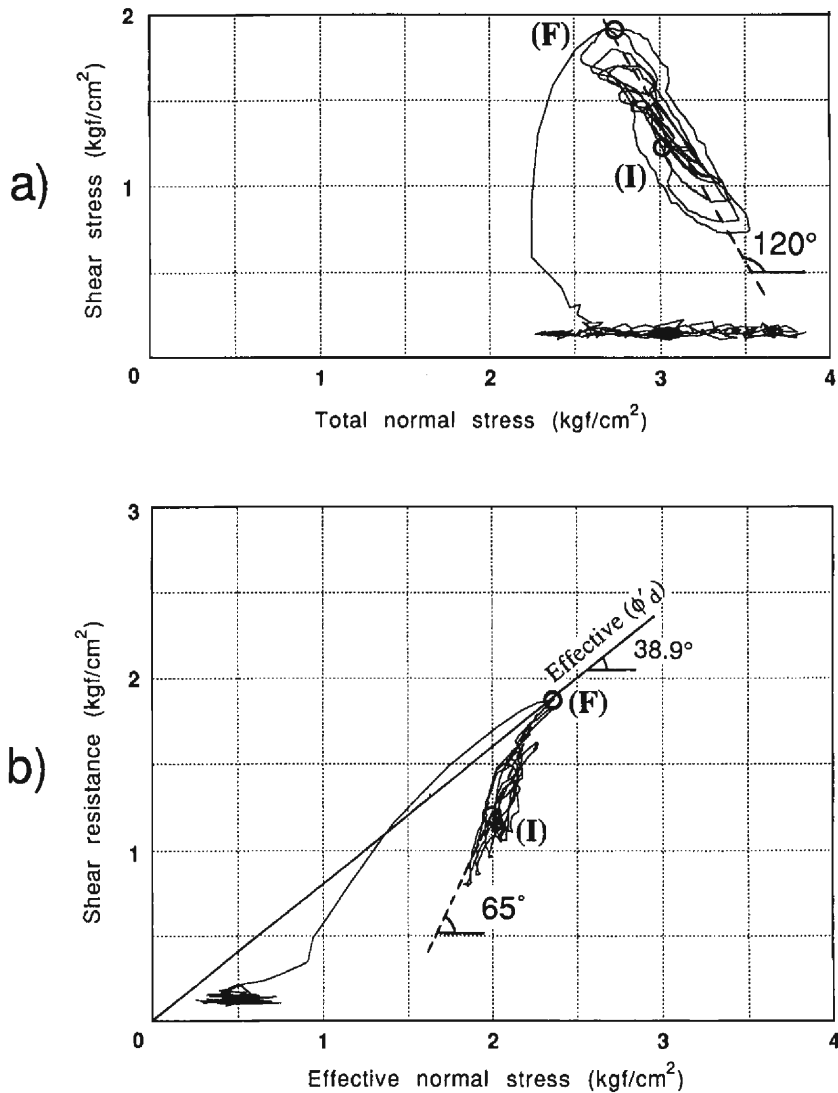 a)
Shear stress (kgf/cm²)
2
1
0
(F)
(I)
120°
1
2
3
4
Total normal stress (kgf/cm²)
b)
Shear resistance (kgf/cm²)
3
2
1
0
Effective (ϕ'd)
38.9°
(F)
(I)
65°
0
1
2
3
4
Effective normal stress (kgf/cm²)